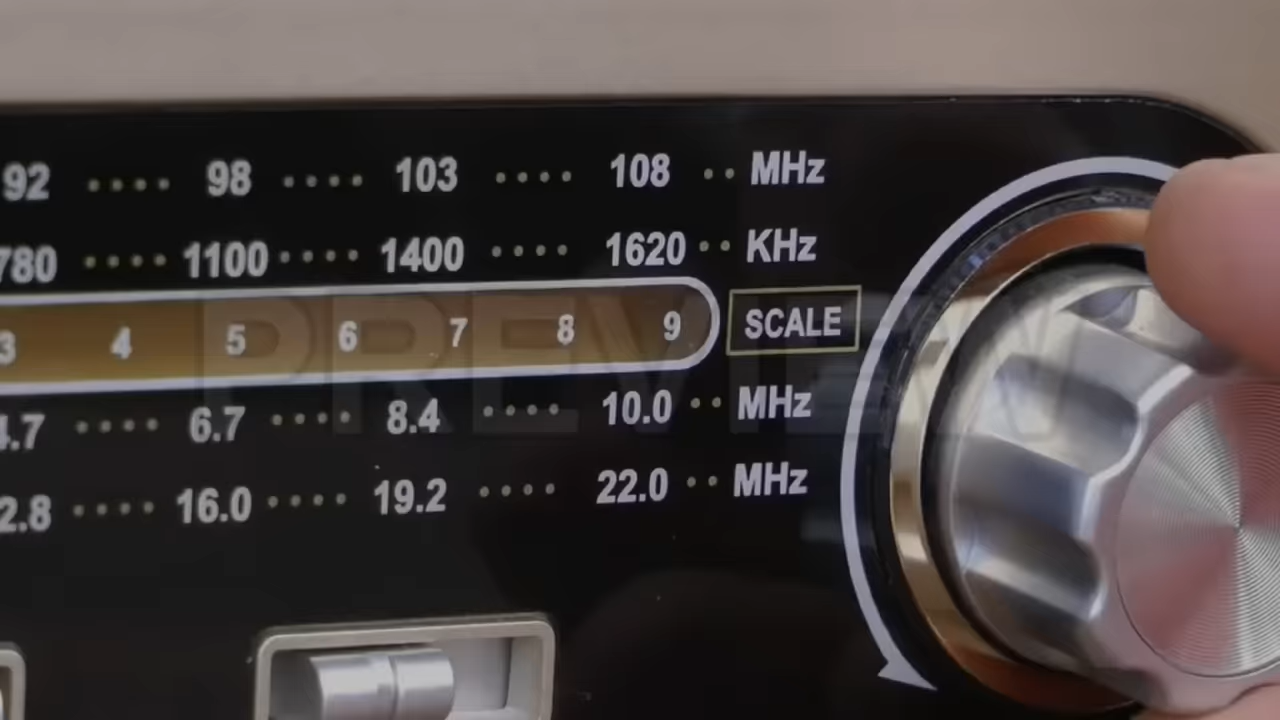 92 .... 98 .... 103 .... 108 .. MHz
780 .... 1100 .... 1400 .... 1620 .. KHz
3 4 5 6 7 8 9 SCALE
4.7 .... 6.7 .... 8.4 .... 10.0 .. MHz
2.8 .... 16.0 .... 19.2 .... 22.0 .. MHz
PREVIEW